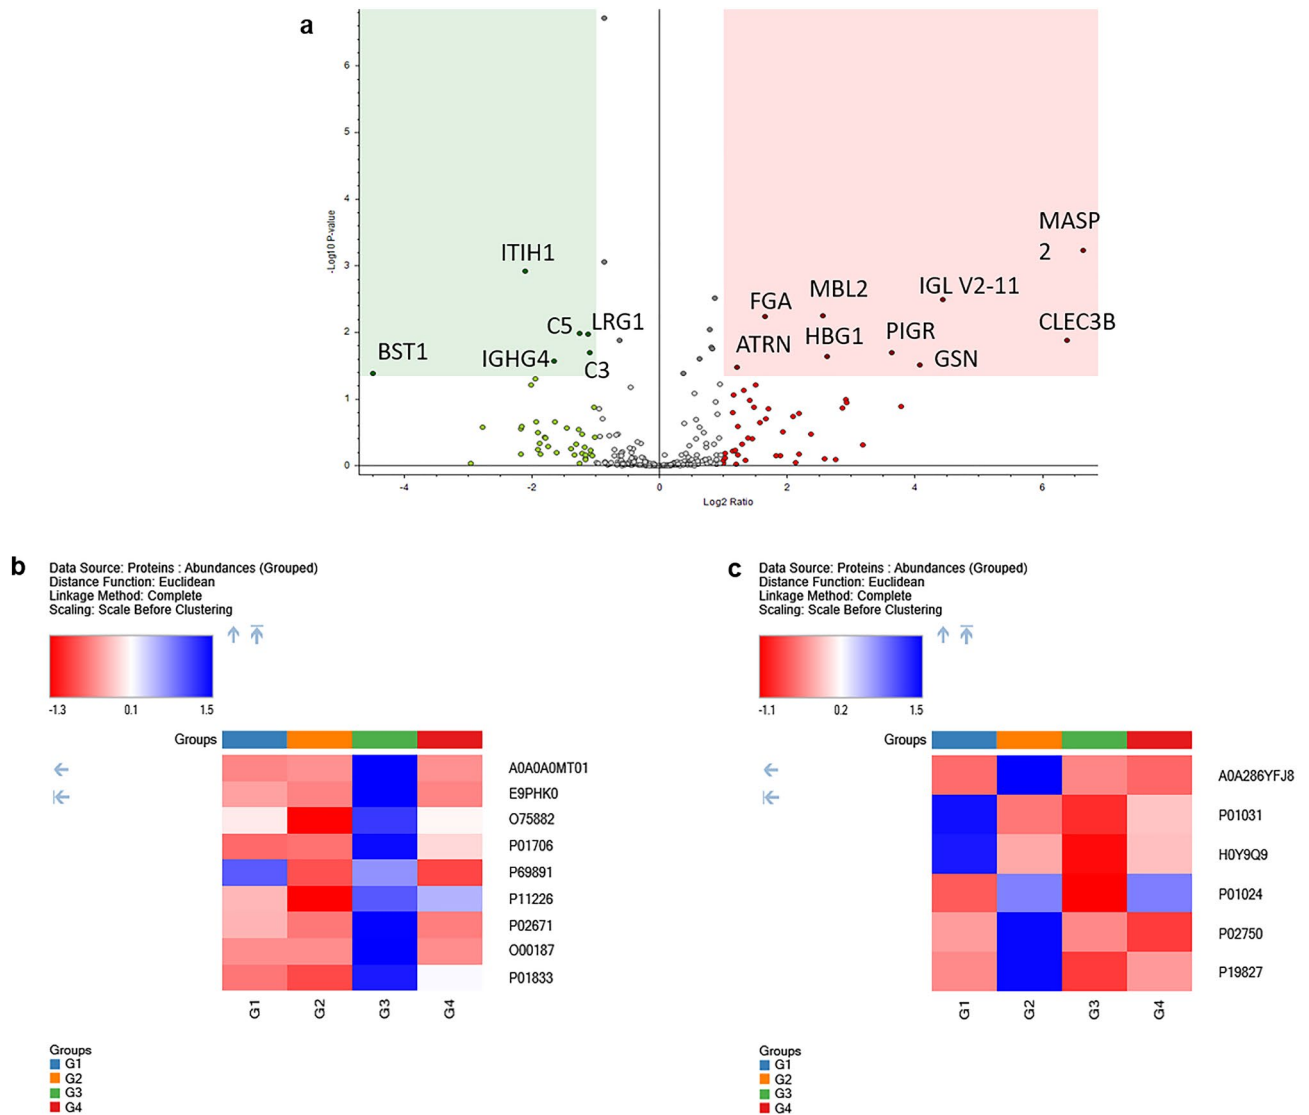 a
6
5
4
3
2
1
0
-Log10 P-value
-4
-2
0
2
4
6
Log2 Ratio
ITIH1
C5
LRG1
IGHG4
C3
BST1
MASP
2
IGL V2-11
MBL2
FGA
CLEC3B
PIGR
HBG1
ATRN
GSN
b
Data Source: Proteins : Abundances (Grouped)
Distance Function: Euclidean
Linkage Method: Complete
Scaling: Scale Before Clustering
-1.3 0.1 1.5
Groups
A0A0A0MT01
E9PHK0
O75882
P01706
P69891
P11226
P02671
O00187
P01833
G1 G2 G3 G4
Groups
G1
G2
G3
G4
c
Data Source: Proteins : Abundances (Grouped)
Distance Function: Euclidean
Linkage Method: Complete
Scaling: Scale Before Clustering
-1.1 0.2 1.5
Groups
A0A286YFJ8
P01031
H0Y9Q9
P01024
P02750
P19827
G1 G2 G3 G4
Groups
G1
G2
G3
G4